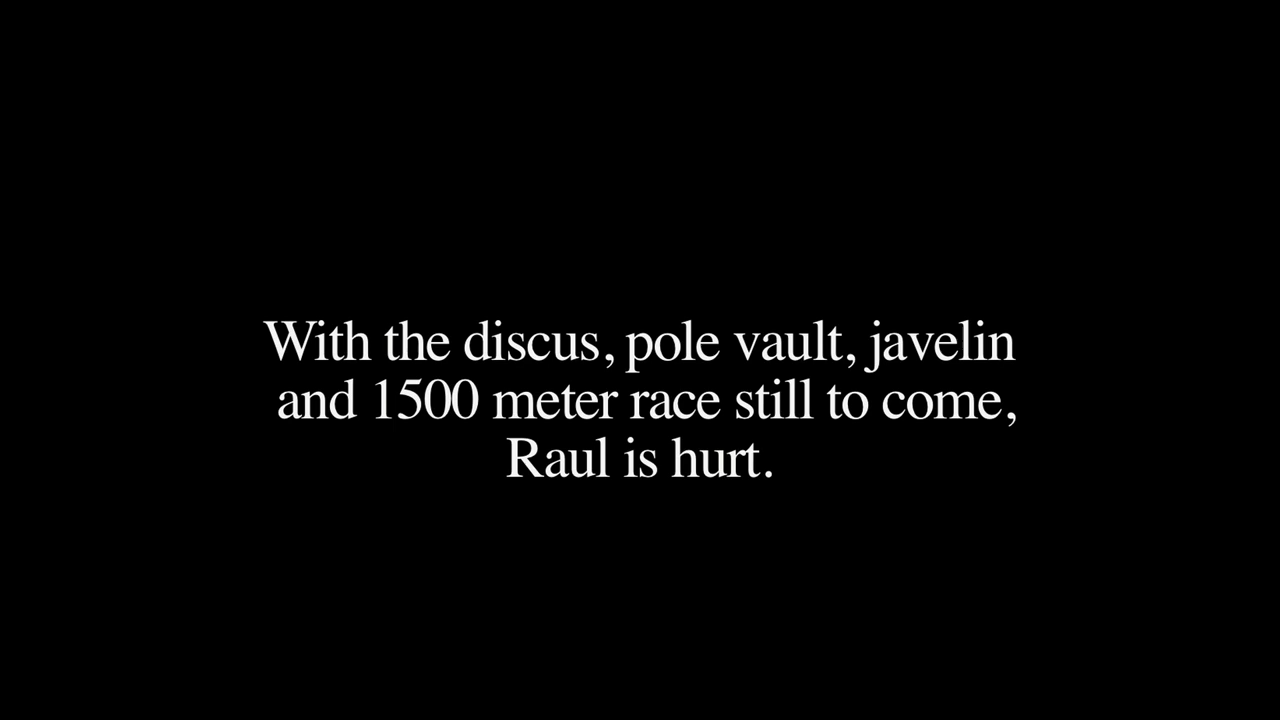 With the discus, pole vault, javelin
and 1500 meter race still to come,
Raul is hurt.